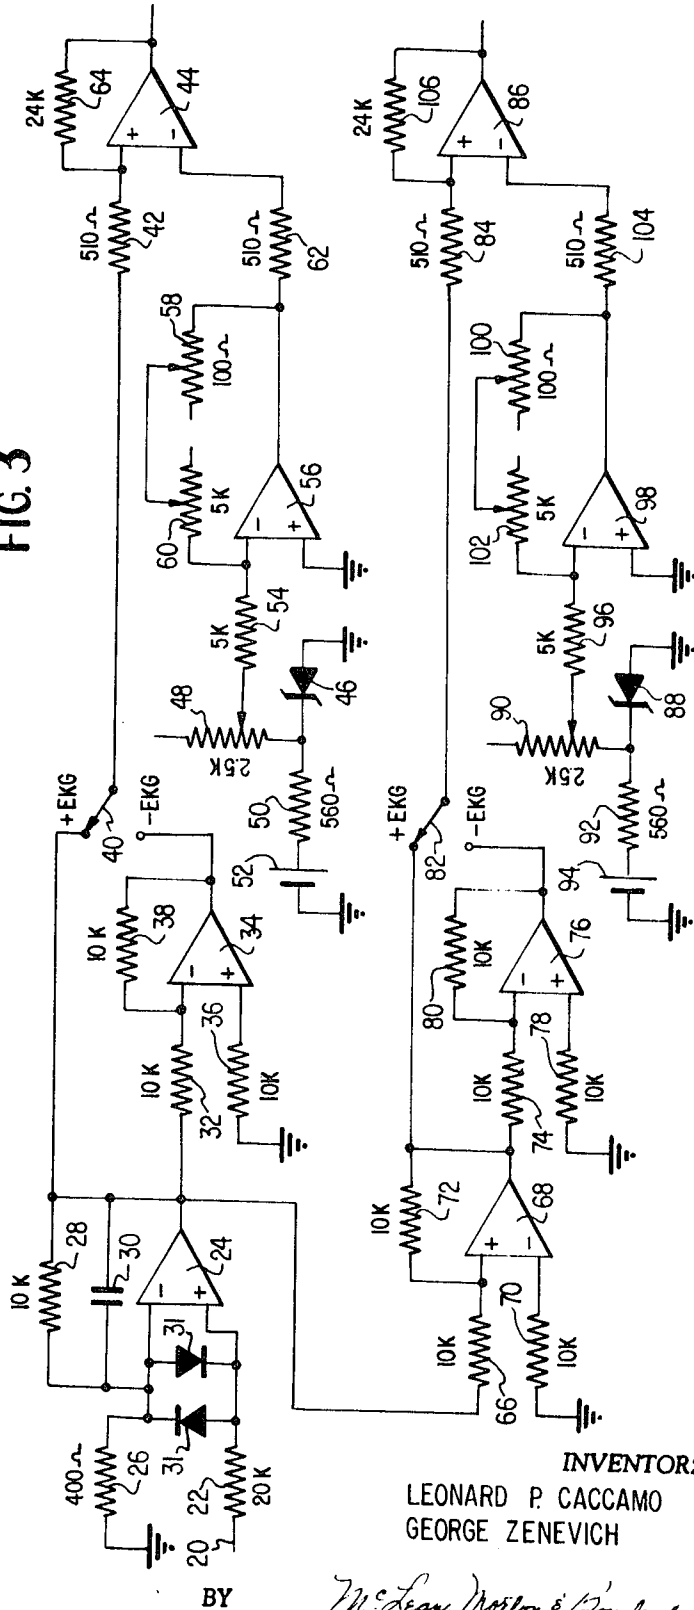 FIG. 3
10 K
28
30
400Ω
26
31
31
24
-
+
22
20 K
20
10K
38
10K
32
34
-
+
36
10K
+EKG
40
-EKG
24K
64
510Ω
42
44
+
-
510Ω
62
58
100Ω
60
5K
56
-
+
5K
54
48
2.5K
46
50
560Ω
52
10K
72
10K
66
68
+
-
70
10K
80
10K
10K
74
76
-
+
78
10K
+EKG
82
-EKG
24K
106
510Ω
84
86
+
-
510Ω
104
100
100Ω
102
5K
98
-
+
5K
96
90
2.5K
88
92
560Ω
94
INVENTORS
LEONARD P. CACCAMO
GEORGE ZENEVICH
BY
McLean, Morton &